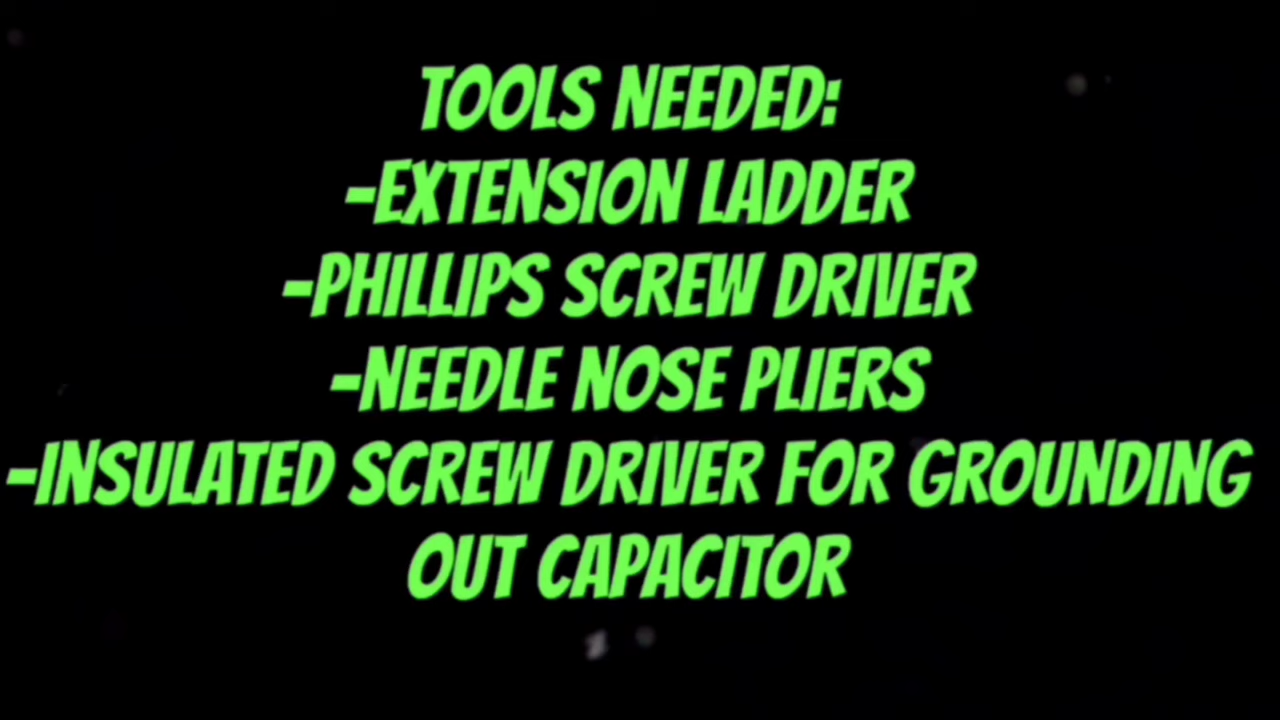 TOOLS NEEDED:
-EXTENSION LADDER
-PHILLIPS SCREW DRIVER
-NEEDLE NOSE PLIERS
-INSULATED SCREW DRIVER FOR GROUNDING
OUT CAPACITOR